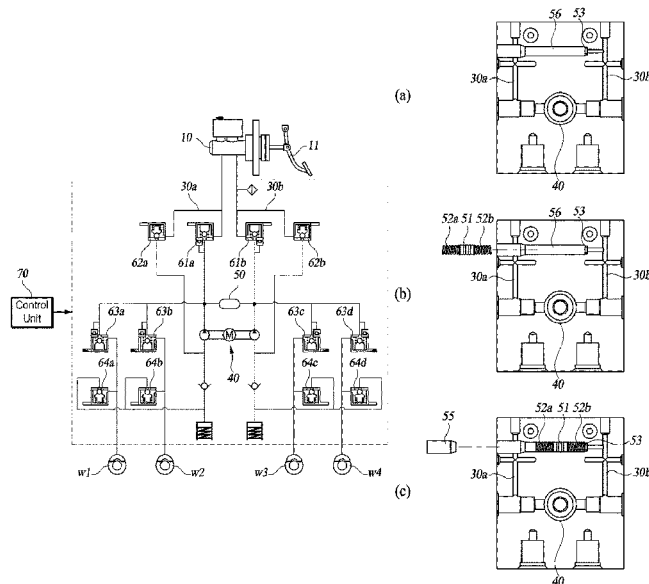 10
11
30a
30b
62a
61a
61b
62b
50
70
Control
Unit
63a
63b
63c
63d
M
64a
64b
40
64c
64d
w1
w2
w3
w4
(a)
56
53
30a
30b
40
(b)
52a 51 52b
56
53
30a
30b
40
(c)
55
52a 51 52b
53
30a
30b
40